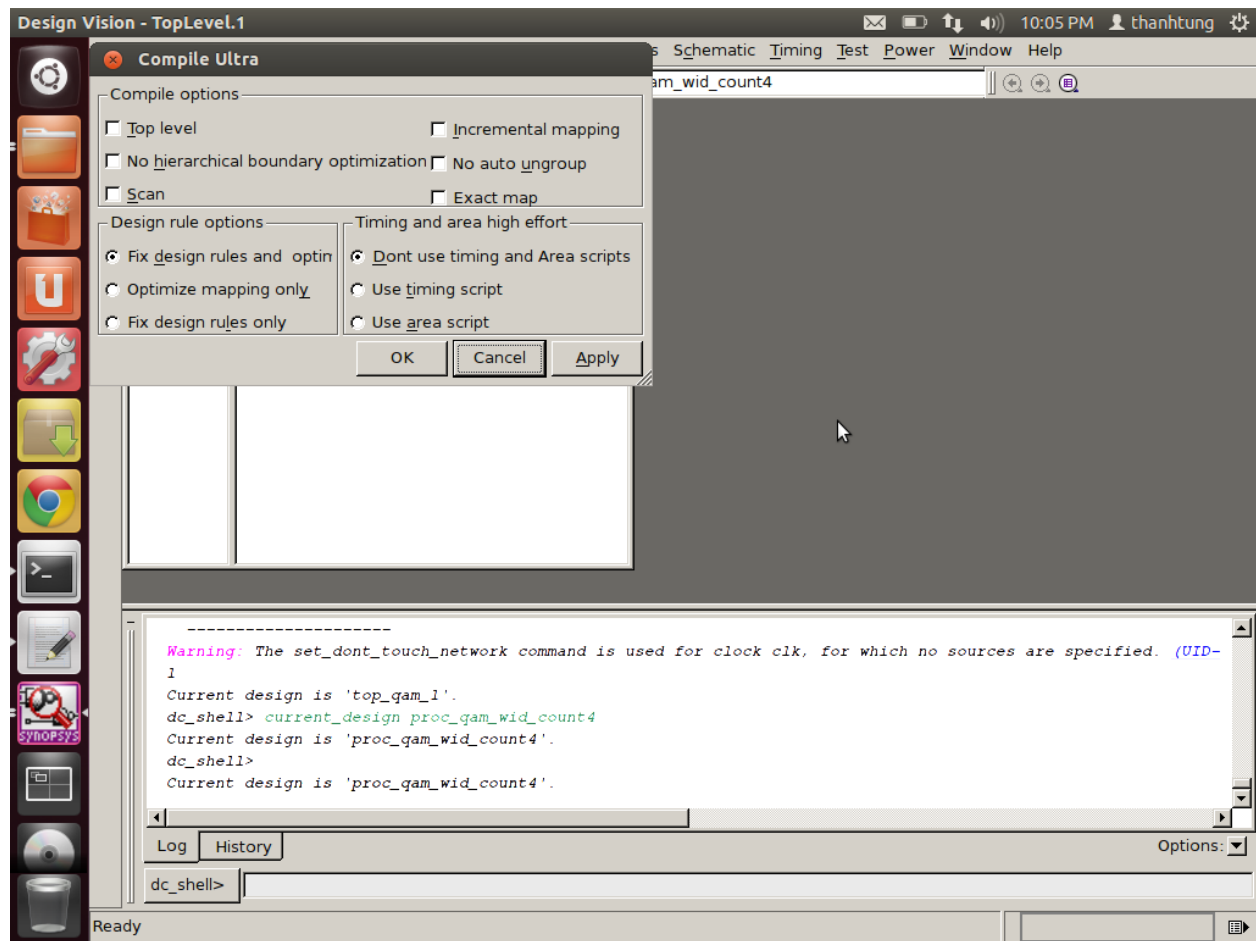 Design Vision - TopLevel.1
10:05 PM
thanhtung
Compile Ultra
Schematic Timing Test Power Window Help
am_wid_count4
Compile options
Top level
Incremental mapping
No hierarchical boundary optimization
No auto ungroup
Scan
Exact map
Design rule options
Timing and area high effort
Fix design rules and optim
Dont use timing and Area scripts
Optimize mapping only
Use timing script
Fix design rules only
Use area script
OK
Cancel
Apply
---------------------
Warning: The set_dont_touch_network command is used for clock clk, for which no sources are specified. (UID-
1
Current design is 'top_qam_1'.
dc_shell> current_design proc_qam_wid_count4
Current design is 'proc_qam_wid_count4'.
dc_shell>
Current design is 'proc_qam_wid_count4'.
Log
History
Options:
dc_shell>
Ready
SYNOPSYS